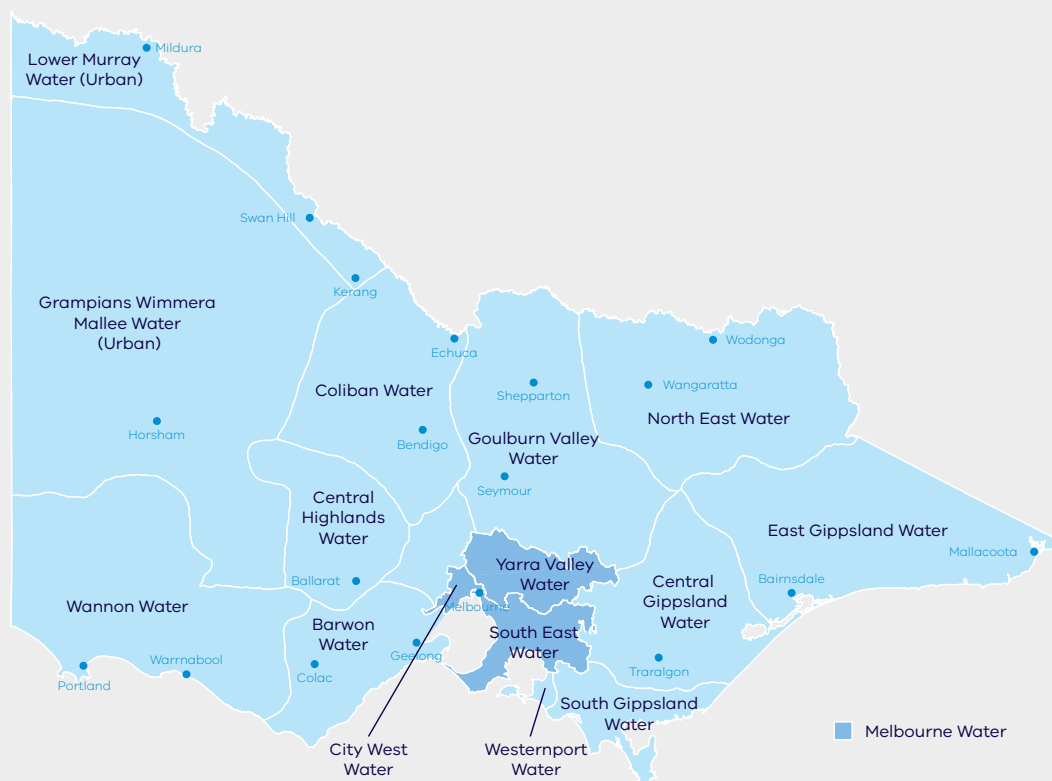 Mildura
Lower Murray
Water (Urban)
Swan Hill
Kerang
Grampians Wimmera
Mallee Water
(Urban)
Echuca
Wodonga
Coliban Water
Shepparton
Wangaratta
North East Water
Horsham
Bendigo
Goulburn Valley
Water
Seymour
Central
Highlands
Water
East Gippsland Water
Mallacoota
Yarra Valley
Water
Ballarat
Central
Gippsland
Water
Bairnsdale
Wannon Water
Melbourne
Barwon
Water
South East
Water
Geelong
Warrnabool
Portland
Colac
Traralgon
South Gippsland
Water
City West
Water
Westernport
Water
Melbourne Water